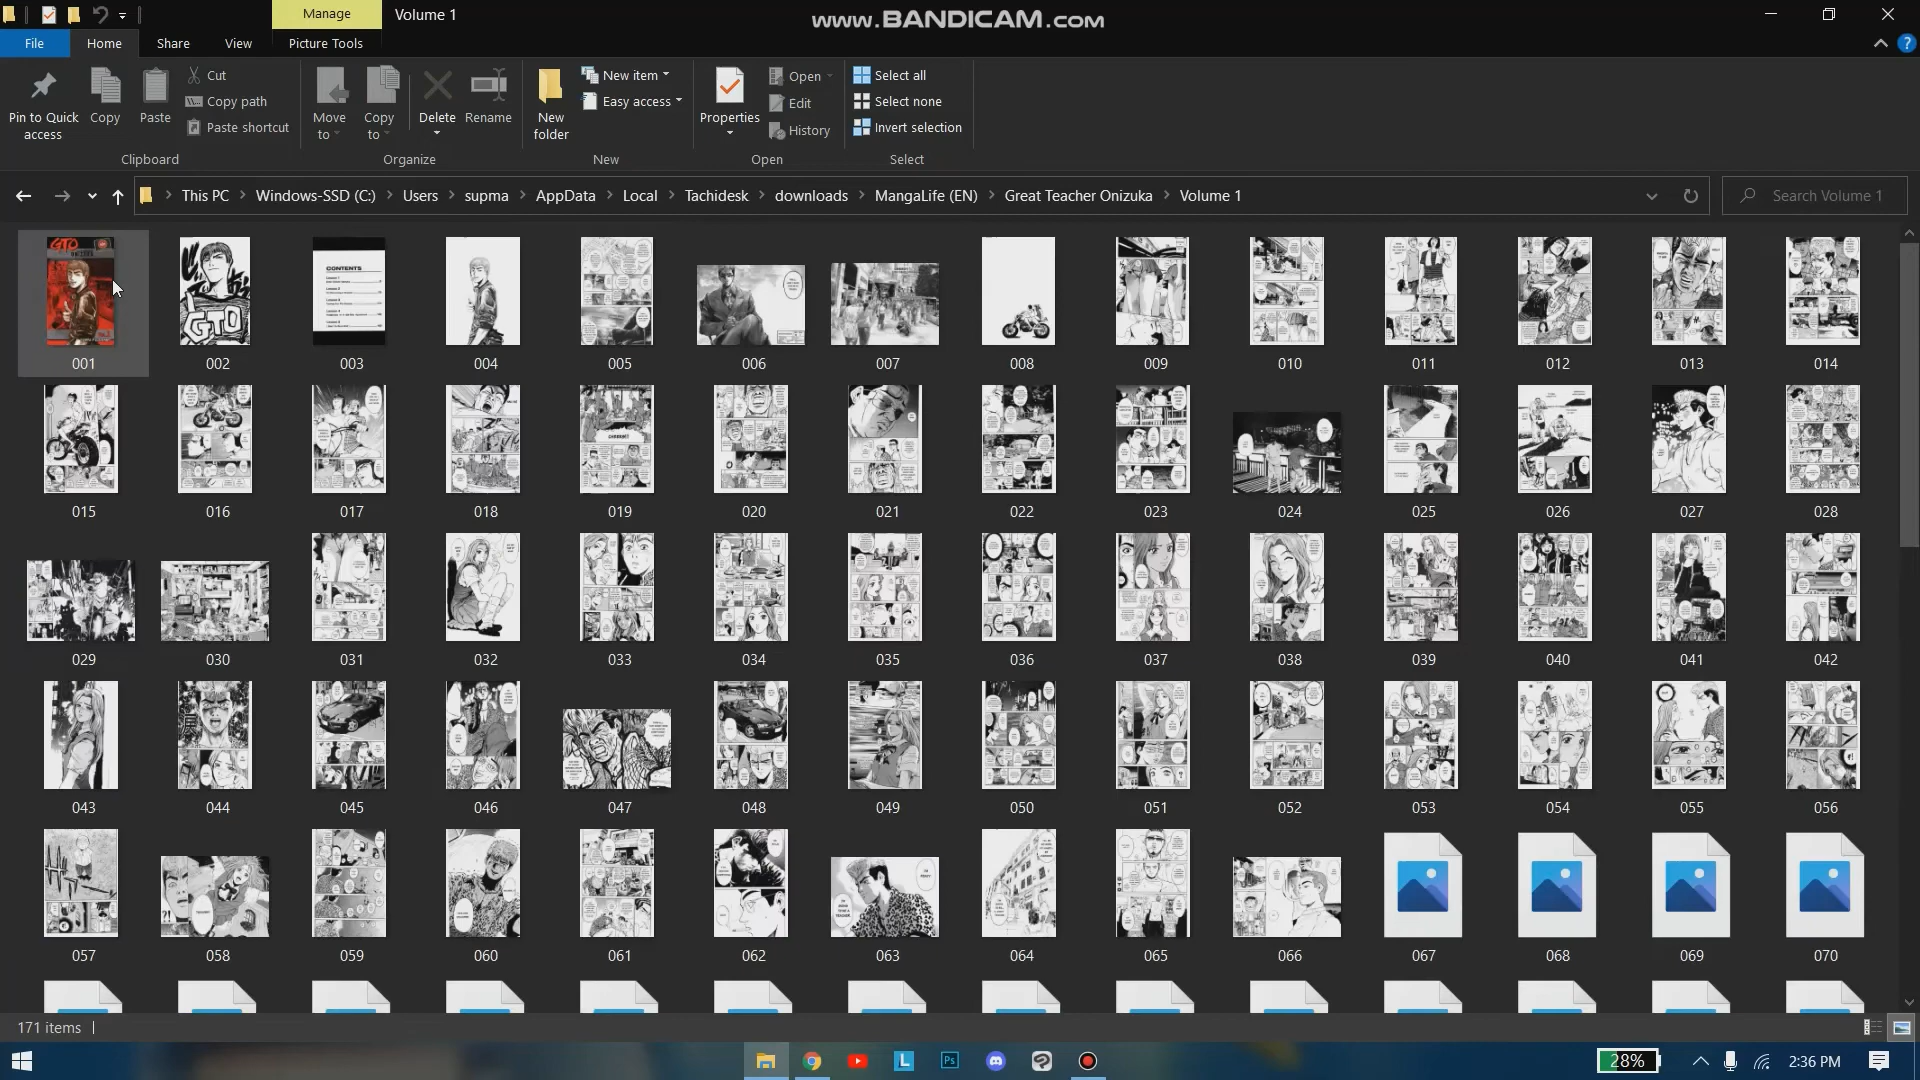 Manage
Volume 1
www.BANDICAM.com
File
Home
Share
View
Picture Tools
Pin to Quick access
Copy
Paste
Cut
Copy path
Paste shortcut
Clipboard
Move to
Copy to
Delete
Rename
Organize
New folder
New item
Easy access
New
Properties
Open
Edit
History
Open
Select all
Select none
Invert selection
Select
This PC
Windows-SSD (C:)
Users
supma
AppData
Local
Tachidesk
downloads
MangaLife (EN)
Great Teacher Onizuka
Volume 1
Search Volume 1
GTO
GTO
CONTENTS
001
002
003
004
005
006
007
008
009
010
011
012
013
014
015
016
017
018
019
020
021
022
023
024
025
026
027
028
029
030
031
032
033
034
035
036
037
038
039
040
041
042
043
044
045
046
047
048
049
050
051
052
053
054
055
056
057
058
059
060
061
062
063
064
065
066
067
068
069
070
171 items
L
Ps
28%
2:36 PM